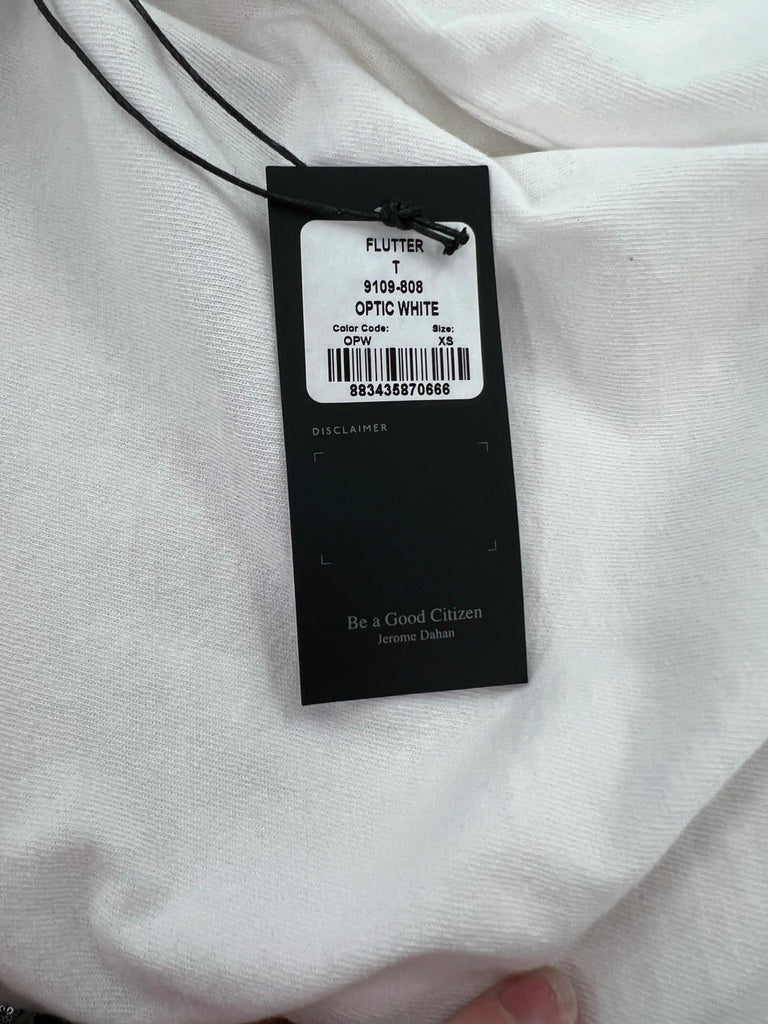 FLUTTER
T
9109-808
OPTIC WHITE
Color Code: Size:
OPW XS
883435870666
DISCLAIMER
Be a Good Citizen
Jerome Dahan